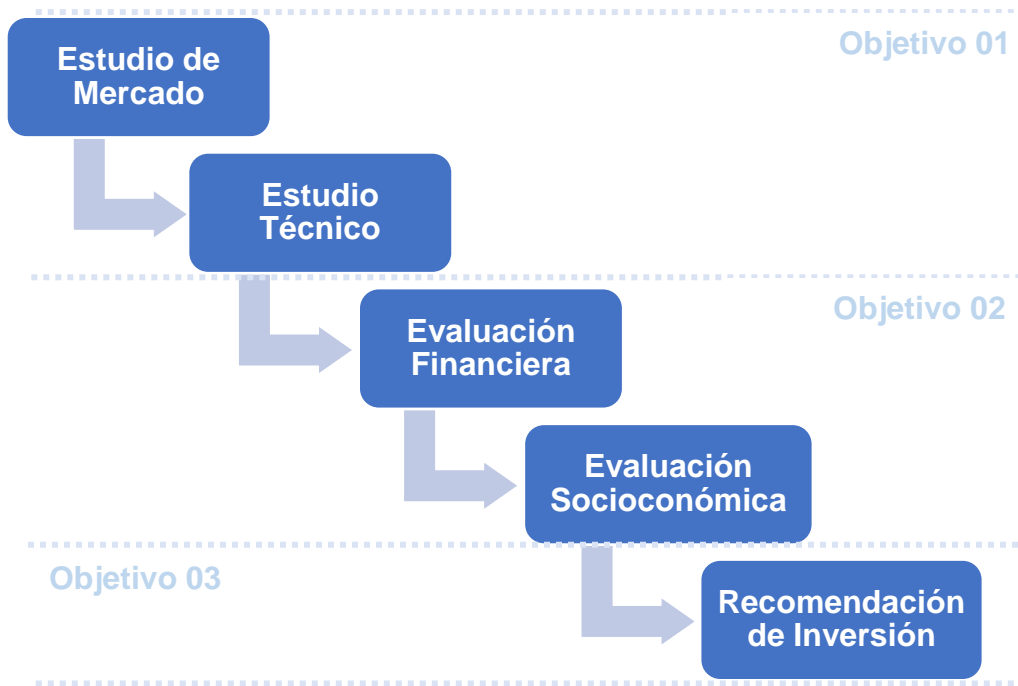 Objetivo 01
Estudio de
Mercado
Estudio
Técnico
Objetivo 02
Evaluación
Financiera
Evaluación
Socioconómica
Objetivo 03
Recomendación
de Inversión